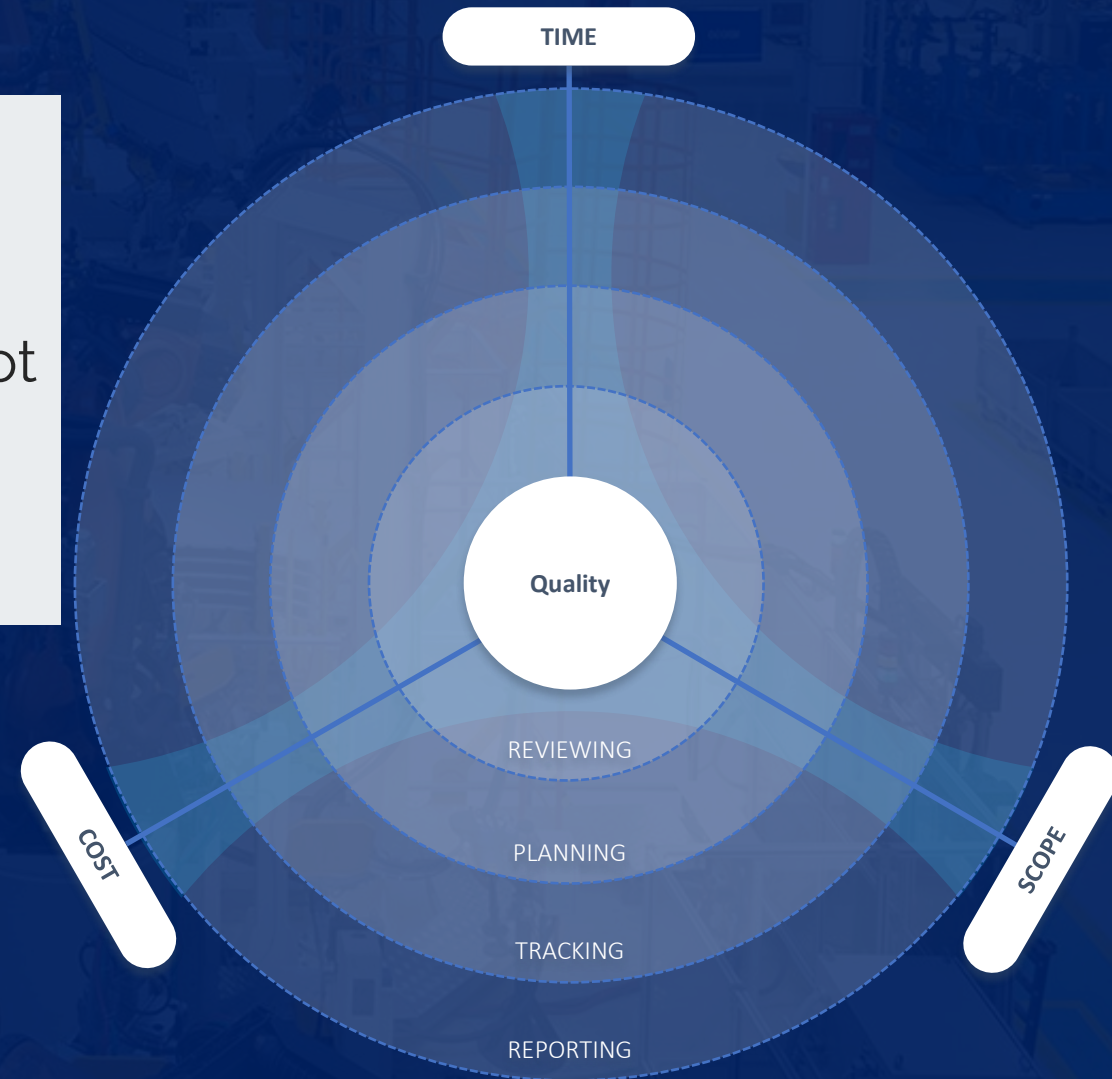 TIME
ot
Quality
REVIEWING
COST
SCOPE
PLANNING
TRACKING
REPORTING